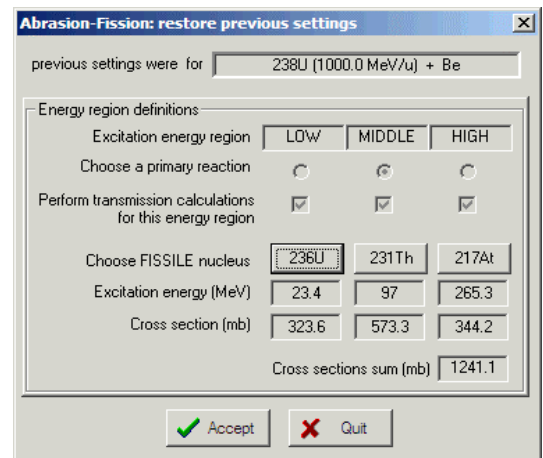 Abrasion-Fission: restore previous settings
previous settings were for 238U (1000.0 MeV/u) + Be
Energy region definitions
Excitation energy region LOW MIDDLE HIGH
Choose a primary reaction
Perform transmission calculations
for this energy region
Choose FISSILE nucleus 236U 231Th 217At
Excitation energy (MeV) 23.4 97 265.3
Cross section (mb) 323.6 573.3 344.2
Cross sections sum (mb) 1241.1
Accept Quit